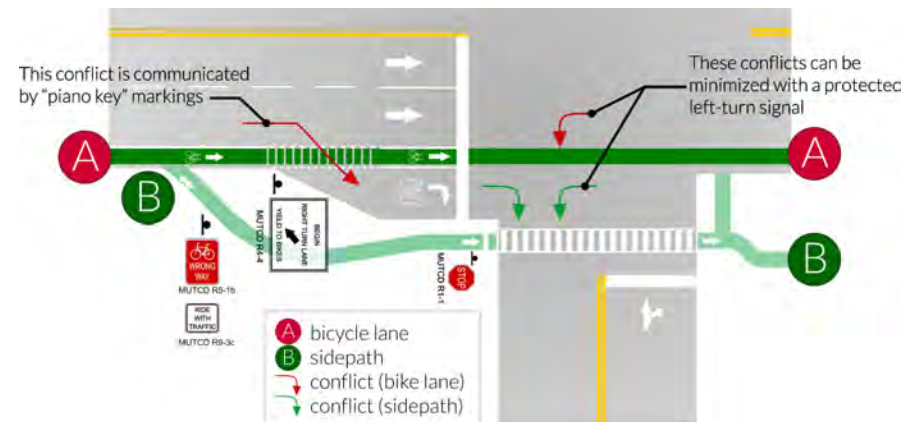 This conflict is communicated
by "piano key" markings
These conflicts can be
minimized with a protected
left-turn signal
A
A
B
B
BEGIN
RIGHT TURN LANE
YIELD TO BIKES
MUTCD R4-4
WRONG
WAY
MUTCD R5-1b
RIDE
WITH
TRAFFIC
MUTCD R9-3c
STOP
MUTCD R1-1
A bicycle lane
B sidepath
conflict (bike lane)
conflict (sidepath)